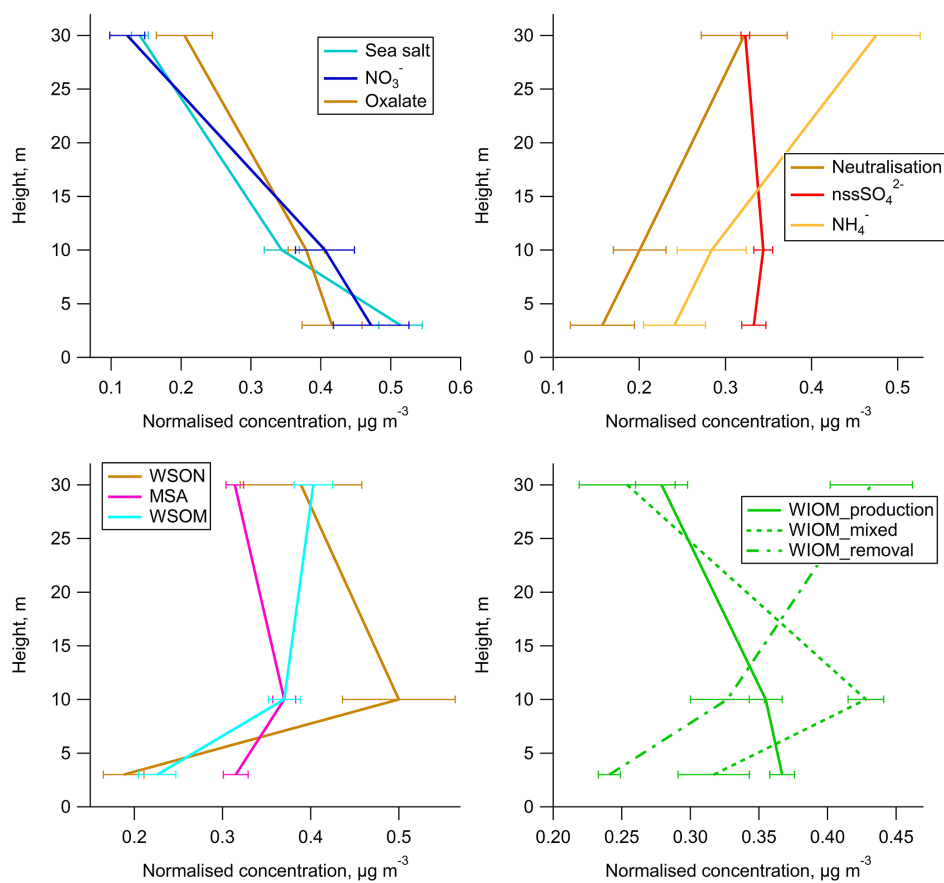 30
25
20
15
10
5
0
Height, m
0.1 0.2 0.3 0.4 0.5 0.6
Normalised concentration, µg m⁻³
Sea salt
NO₃⁻
Oxalate
30
25
20
15
10
5
0
Height, m
0.1 0.2 0.3 0.4 0.5
Normalised concentration, µg m⁻³
Neutralisation
nssSO₄²⁻
NH₄⁻
30
25
20
15
10
5
0
Height, m
0.2 0.3 0.4 0.5
Normalised concentration, µg m⁻³
WSON
MSA
WSOM
30
25
20
15
10
5
0
Height, m
0.20 0.25 0.30 0.35 0.40 0.45
Normalised concentration, µg m⁻³
WIOM_production
WIOM_mixed
WIOM_removal